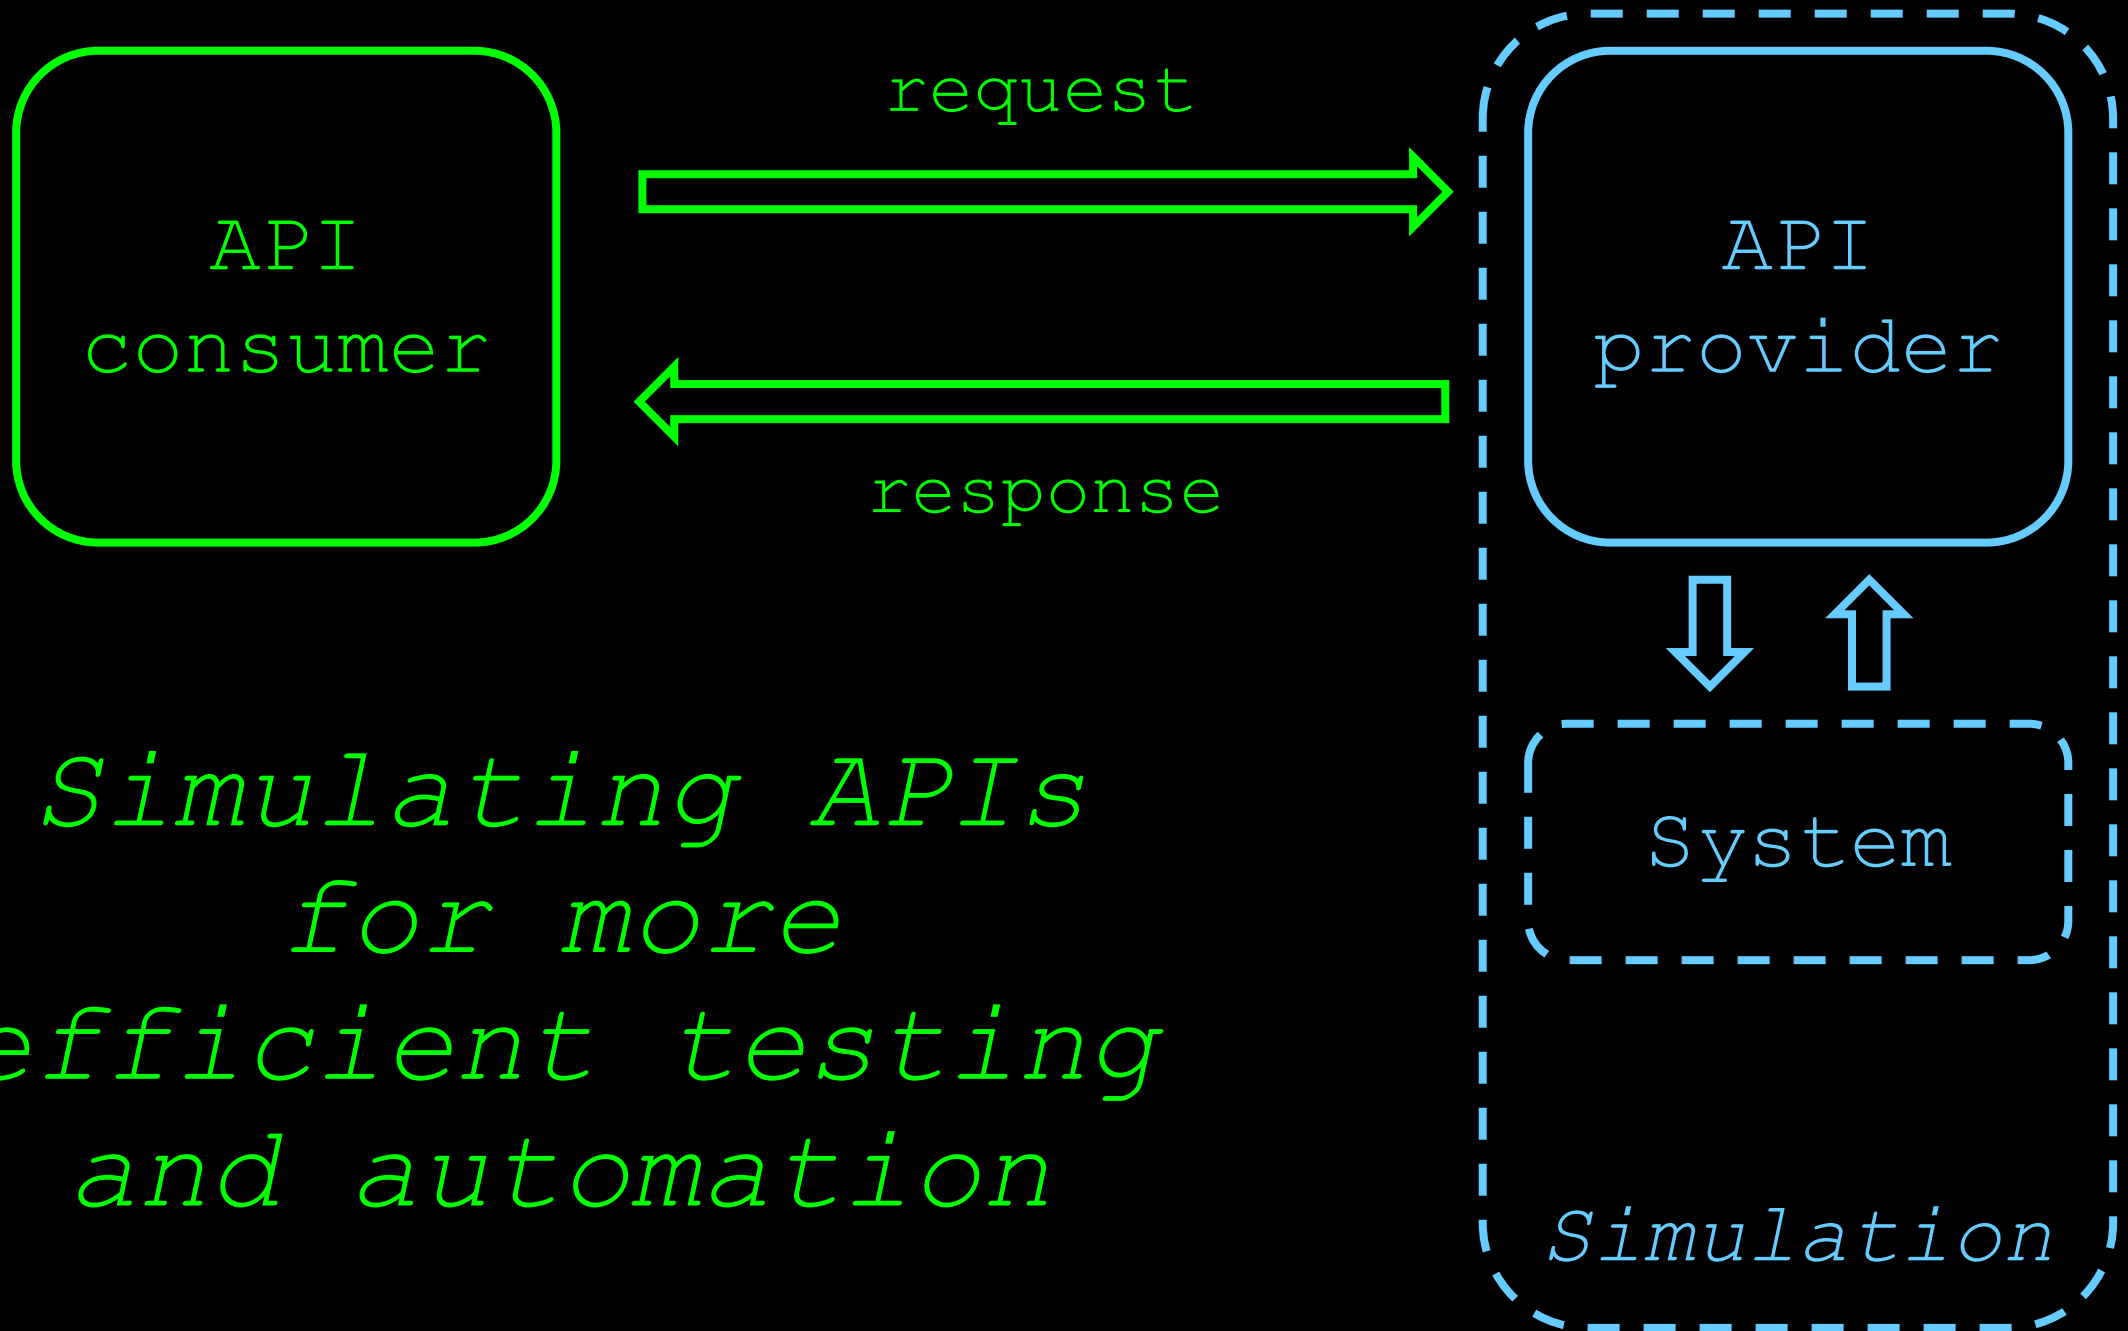 request
API
consumer
API
provider
response
Simulating APIs
for more
efficient testing
and automation
System
Simulation